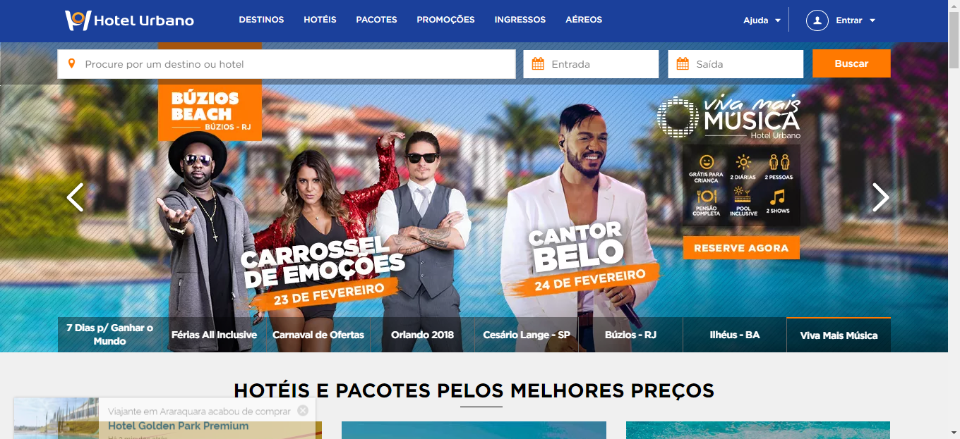 Hotel Urbano
DESTINOS HOTÉIS PACOTES PROMOÇÕES INGRESSOS AÉREOS
Ajuda
Entrar
Procure por um destino ou hotel
Entrada
Saída
Buscar
BÚZIOS
BEACH
BÚZIOS - RJ
viva mais
MÚSICA
Hotel Urbano
GRÁTIS PARA
CRIANÇA
2 DIÁRIAS
2 PESSOAS
PENSÃO
COMPLETA
POOL
INCLUSIVE
2 SHOWS
RESERVE AGORA
CARROSSEL
DE EMOÇÕES
23 DE FEVEREIRO
CANTOR
BELO
24 DE FEVEREIRO
7 Dias p/ Ganhar o
Mundo
Férias All Inclusive
Carnaval de Ofertas
Orlando 2018
Cesário Lange - SP
Búzios - RJ
Ilhéus - BA
Viva Mais Música
HOTÉIS E PACOTES PELOS MELHORES PREÇOS
Viajante em Araraquara acabou de comprar
Hotel Golden Park Premium